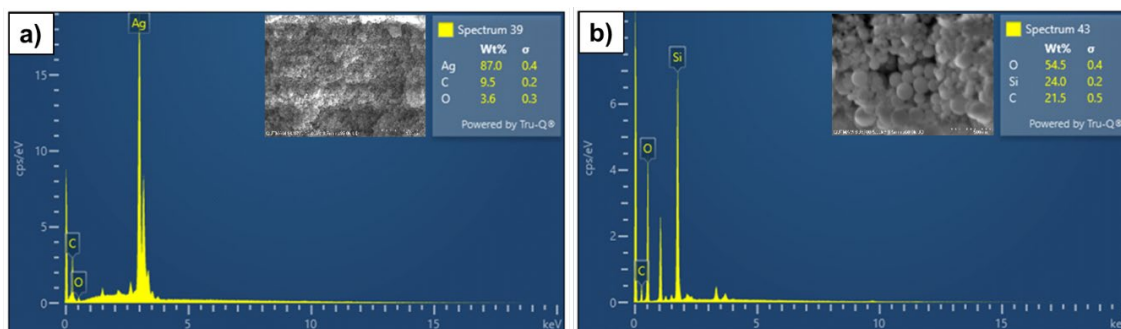 a)
Spectrum 39
Wt% σ
Ag 87.0 0.4
C 9.5 0.2
O 3.6 0.3
Powered by Tru-Q®
Ag
C
O
cps/eV
15
10
5
0
0 5 10 15 keV
b)
Spectrum 43
Wt% σ
O 54.5 0.4
Si 24.0 0.2
C 21.5 0.5
Powered by Tru-Q®
Si
O
C
cps/eV
6
4
2
0
0 5 10 15 keV